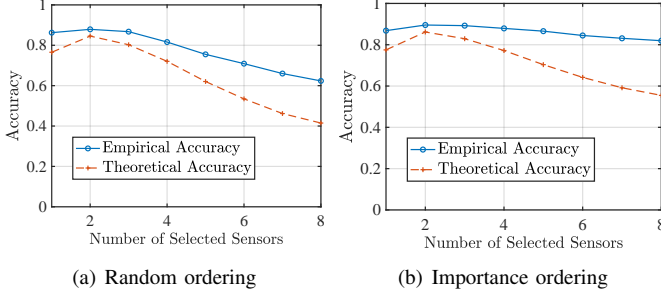 1
0.8
0.6
0.4
0.2
0
Accuracy
Empirical Accuracy
Theoretical Accuracy
2 4 6 8
Number of Selected Sensors
(a) Random ordering
1
0.8
0.6
0.4
0.2
0
Accuracy
Empirical Accuracy
Theoretical Accuracy
2 4 6 8
Number of Selected Sensors
(b) Importance ordering